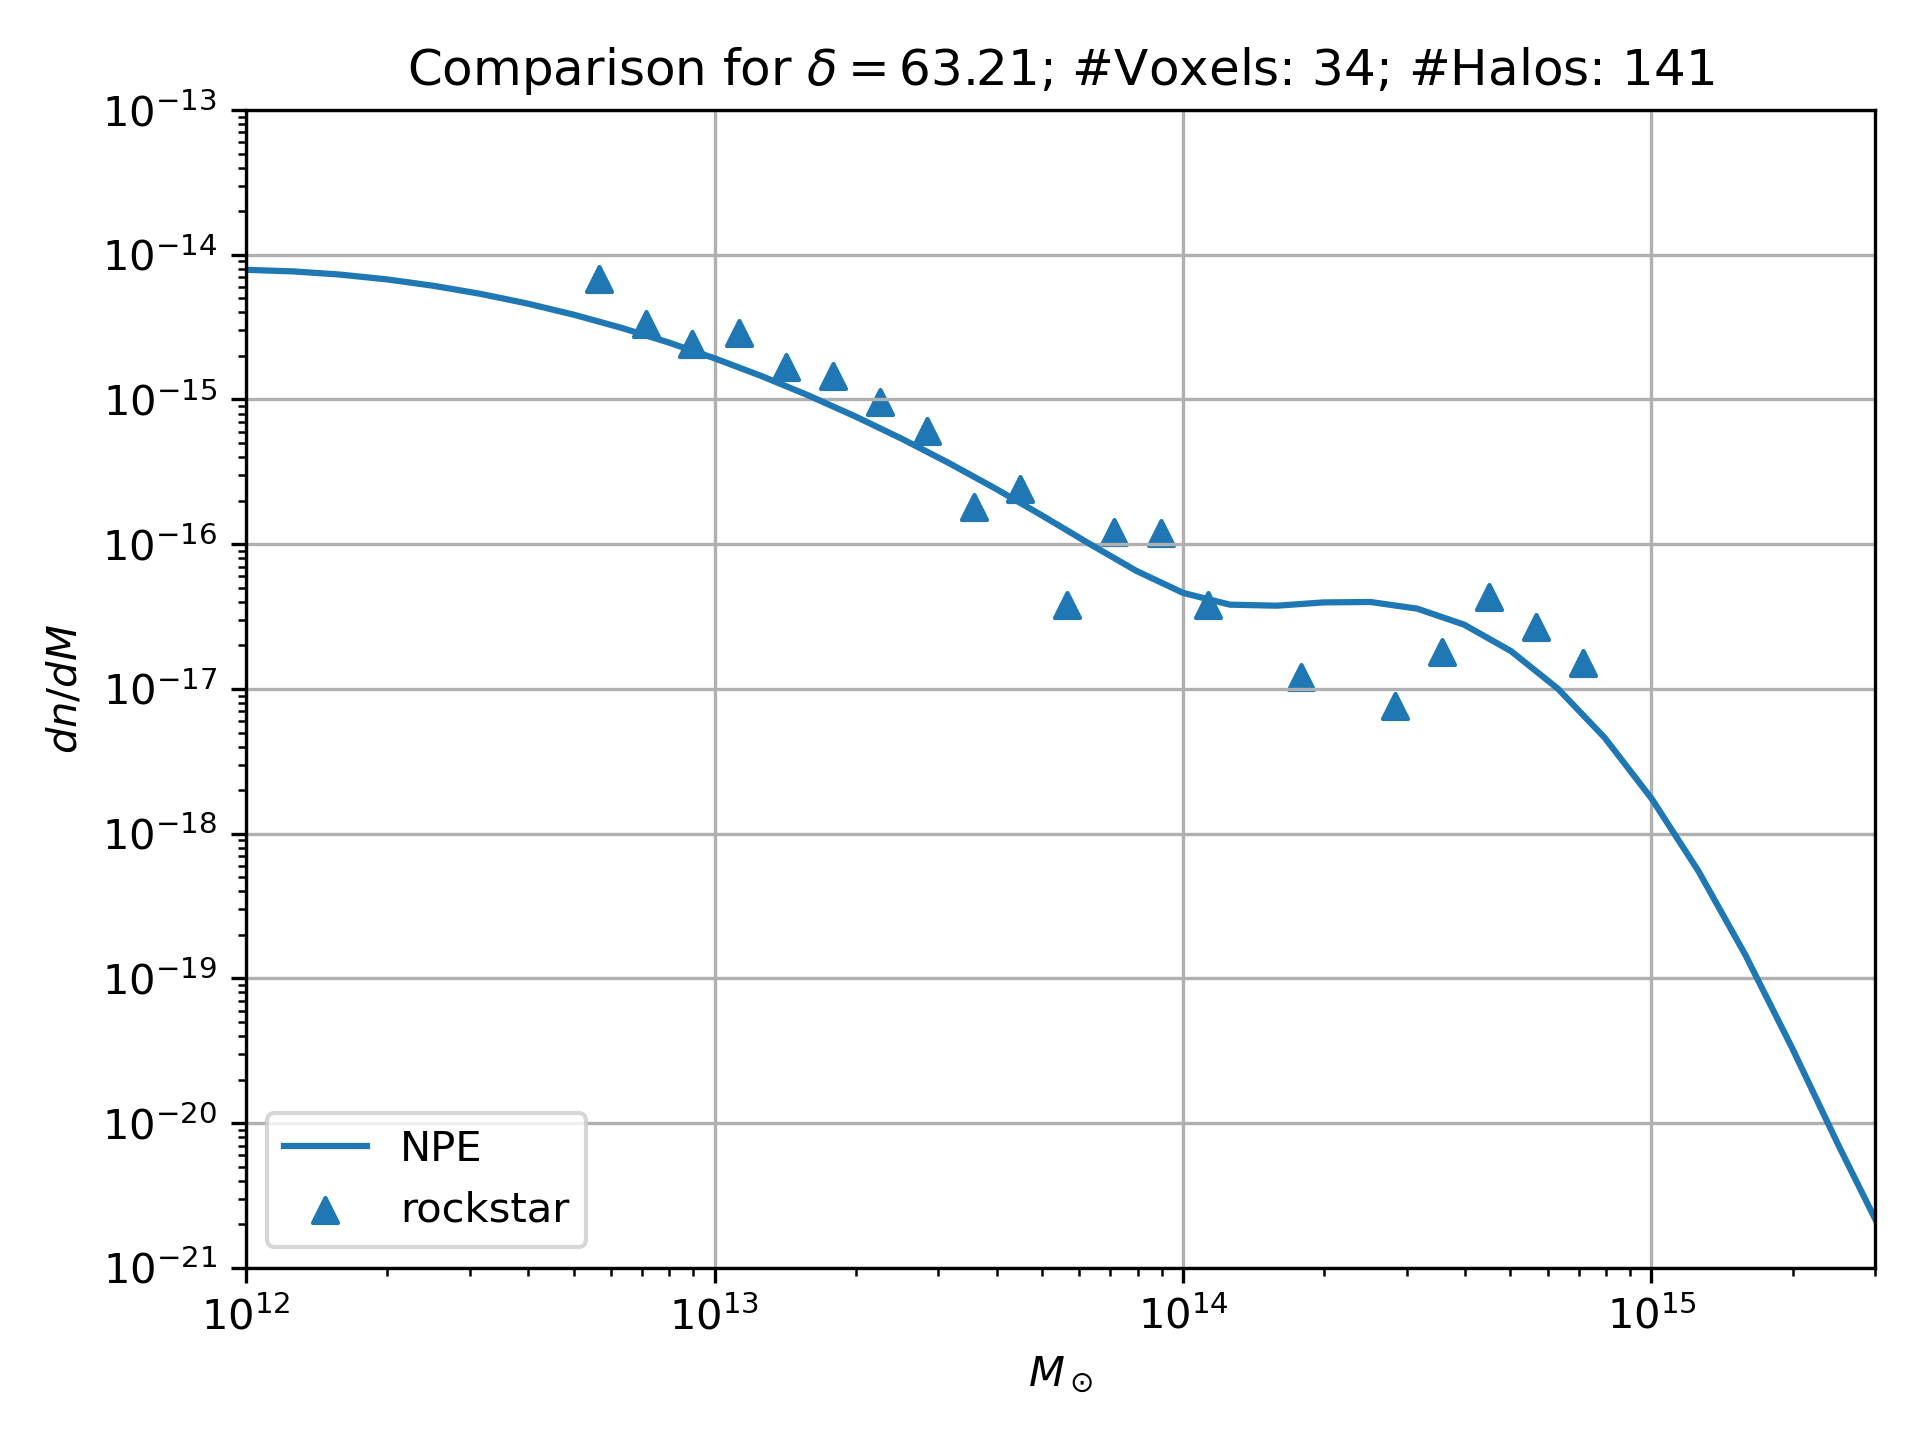 Comparison for δ = 63.21; #Voxels: 34; #Halos: 141
10⁻¹³
10⁻¹⁴
10⁻¹⁵
10⁻¹⁶
10⁻¹⁷
10⁻¹⁸
10⁻¹⁹
10⁻²⁰
10⁻²¹
dn/dM
NPE
rockstar
10¹² 10¹³ 10¹⁴ 10¹⁵
M⊙